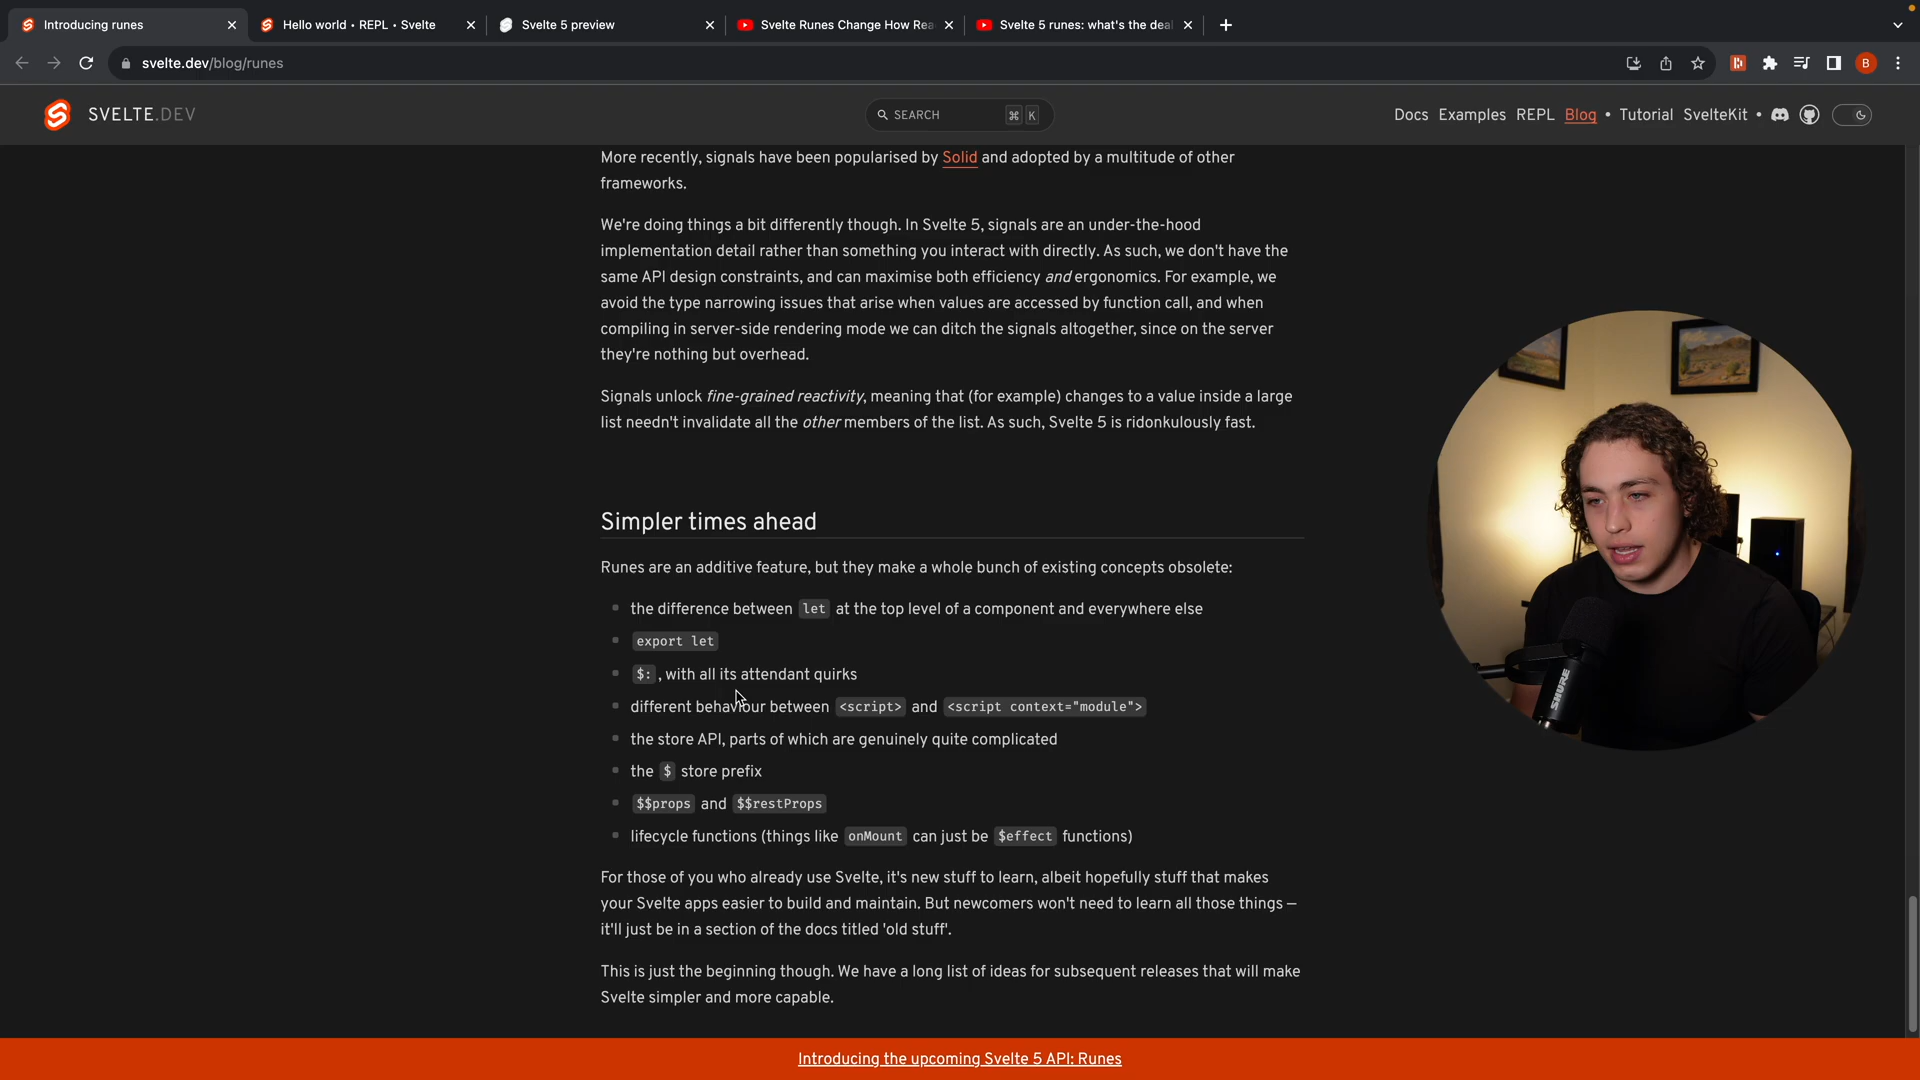 Introducing runes
Hello world • REPL • Svelte
Svelte 5 preview
Svelte Runes Change How Rea
Svelte 5 runes: what's the dea
svelte.dev/blog/runes
B
SVELTE.DEV
SEARCH ⌘ K
Docs Examples REPL Blog • Tutorial SvelteKit •
More recently, signals have been popularised by Solid and adopted by a multitude of other
frameworks.
We're doing things a bit differently though. In Svelte 5, signals are an under-the-hood
implementation detail rather than something you interact with directly. As such, we don't have the
same API design constraints, and can maximise both efficiency and ergonomics. For example, we
avoid the type narrowing issues that arise when values are accessed by function call, and when
compiling in server-side rendering mode we can ditch the signals altogether, since on the server
they're nothing but overhead.
Signals unlock fine-grained reactivity, meaning that (for example) changes to a value inside a large
list needn't invalidate all the other members of the list. As such, Svelte 5 is ridonkulously fast.
Simpler times ahead
Runes are an additive feature, but they make a whole bunch of existing concepts obsolete:
the difference between let at the top level of a component and everywhere else
export let
$: , with all its attendant quirks
different behaviour between <script> and <script context="module">
the store API, parts of which are genuinely quite complicated
the $ store prefix
$$props and $$restProps
lifecycle functions (things like onMount can just be $effect functions)
For those of you who already use Svelte, it's new stuff to learn, albeit hopefully stuff that makes
your Svelte apps easier to build and maintain. But newcomers won't need to learn all those things —
it'll just be in a section of the docs titled 'old stuff'.
This is just the beginning though. We have a long list of ideas for subsequent releases that will make
Svelte simpler and more capable.
SHURE
Introducing the upcoming Svelte 5 API: Runes